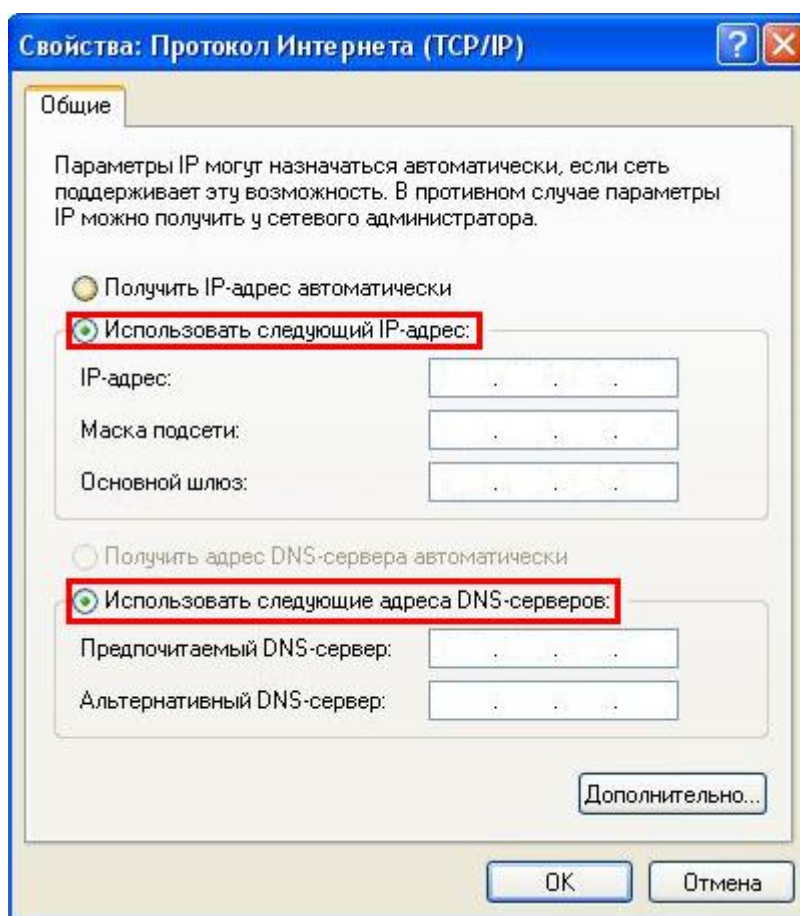 Свойства: Протокол Интернета (TCP/IP)
Общие
Параметры IP могут назначаться автоматически, если сеть
поддерживает эту возможность. В противном случае параметры
IP можно получить у сетевого администратора.
Получить IP-адрес автоматически
Использовать следующий IP-адрес:
IP-адрес:
Маска подсети:
Основной шлюз:
Получить адрес DNS-сервера автоматически
Использовать следующие адреса DNS-серверов:
Предпочитаемый DNS-сервер:
Альтернативный DNS-сервер:
Дополнительно...
OK Отмена